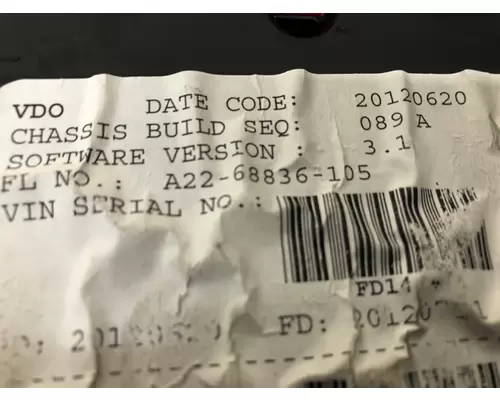 VDO DATE CODE: 20120620
CHASSIS BUILD SEQ: 089 A
SOFTWARE VERSION : 3.1
FL NO.: A22-68836-105
VIN SERIAL NO.:
FD14
FD: